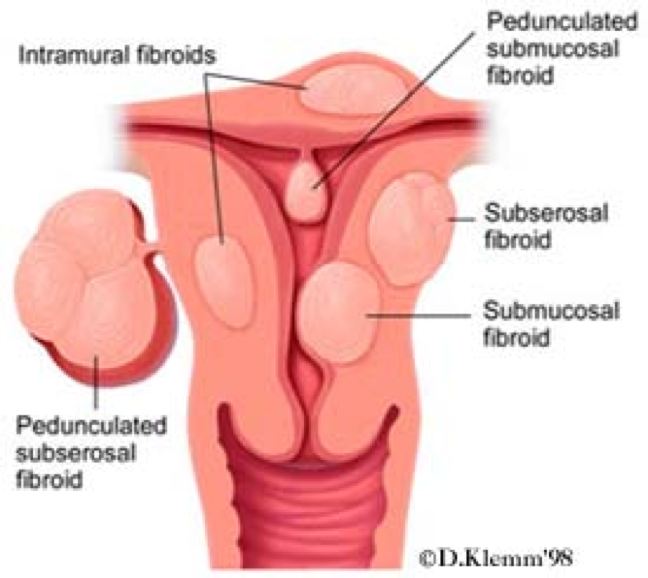 Pedunculated
submucosal
fibroid
Intramural fibroids
Subserosal
fibroid
Submucosal
fibroid
Pedunculated
subserosal
fibroid
©D.Klemm'98